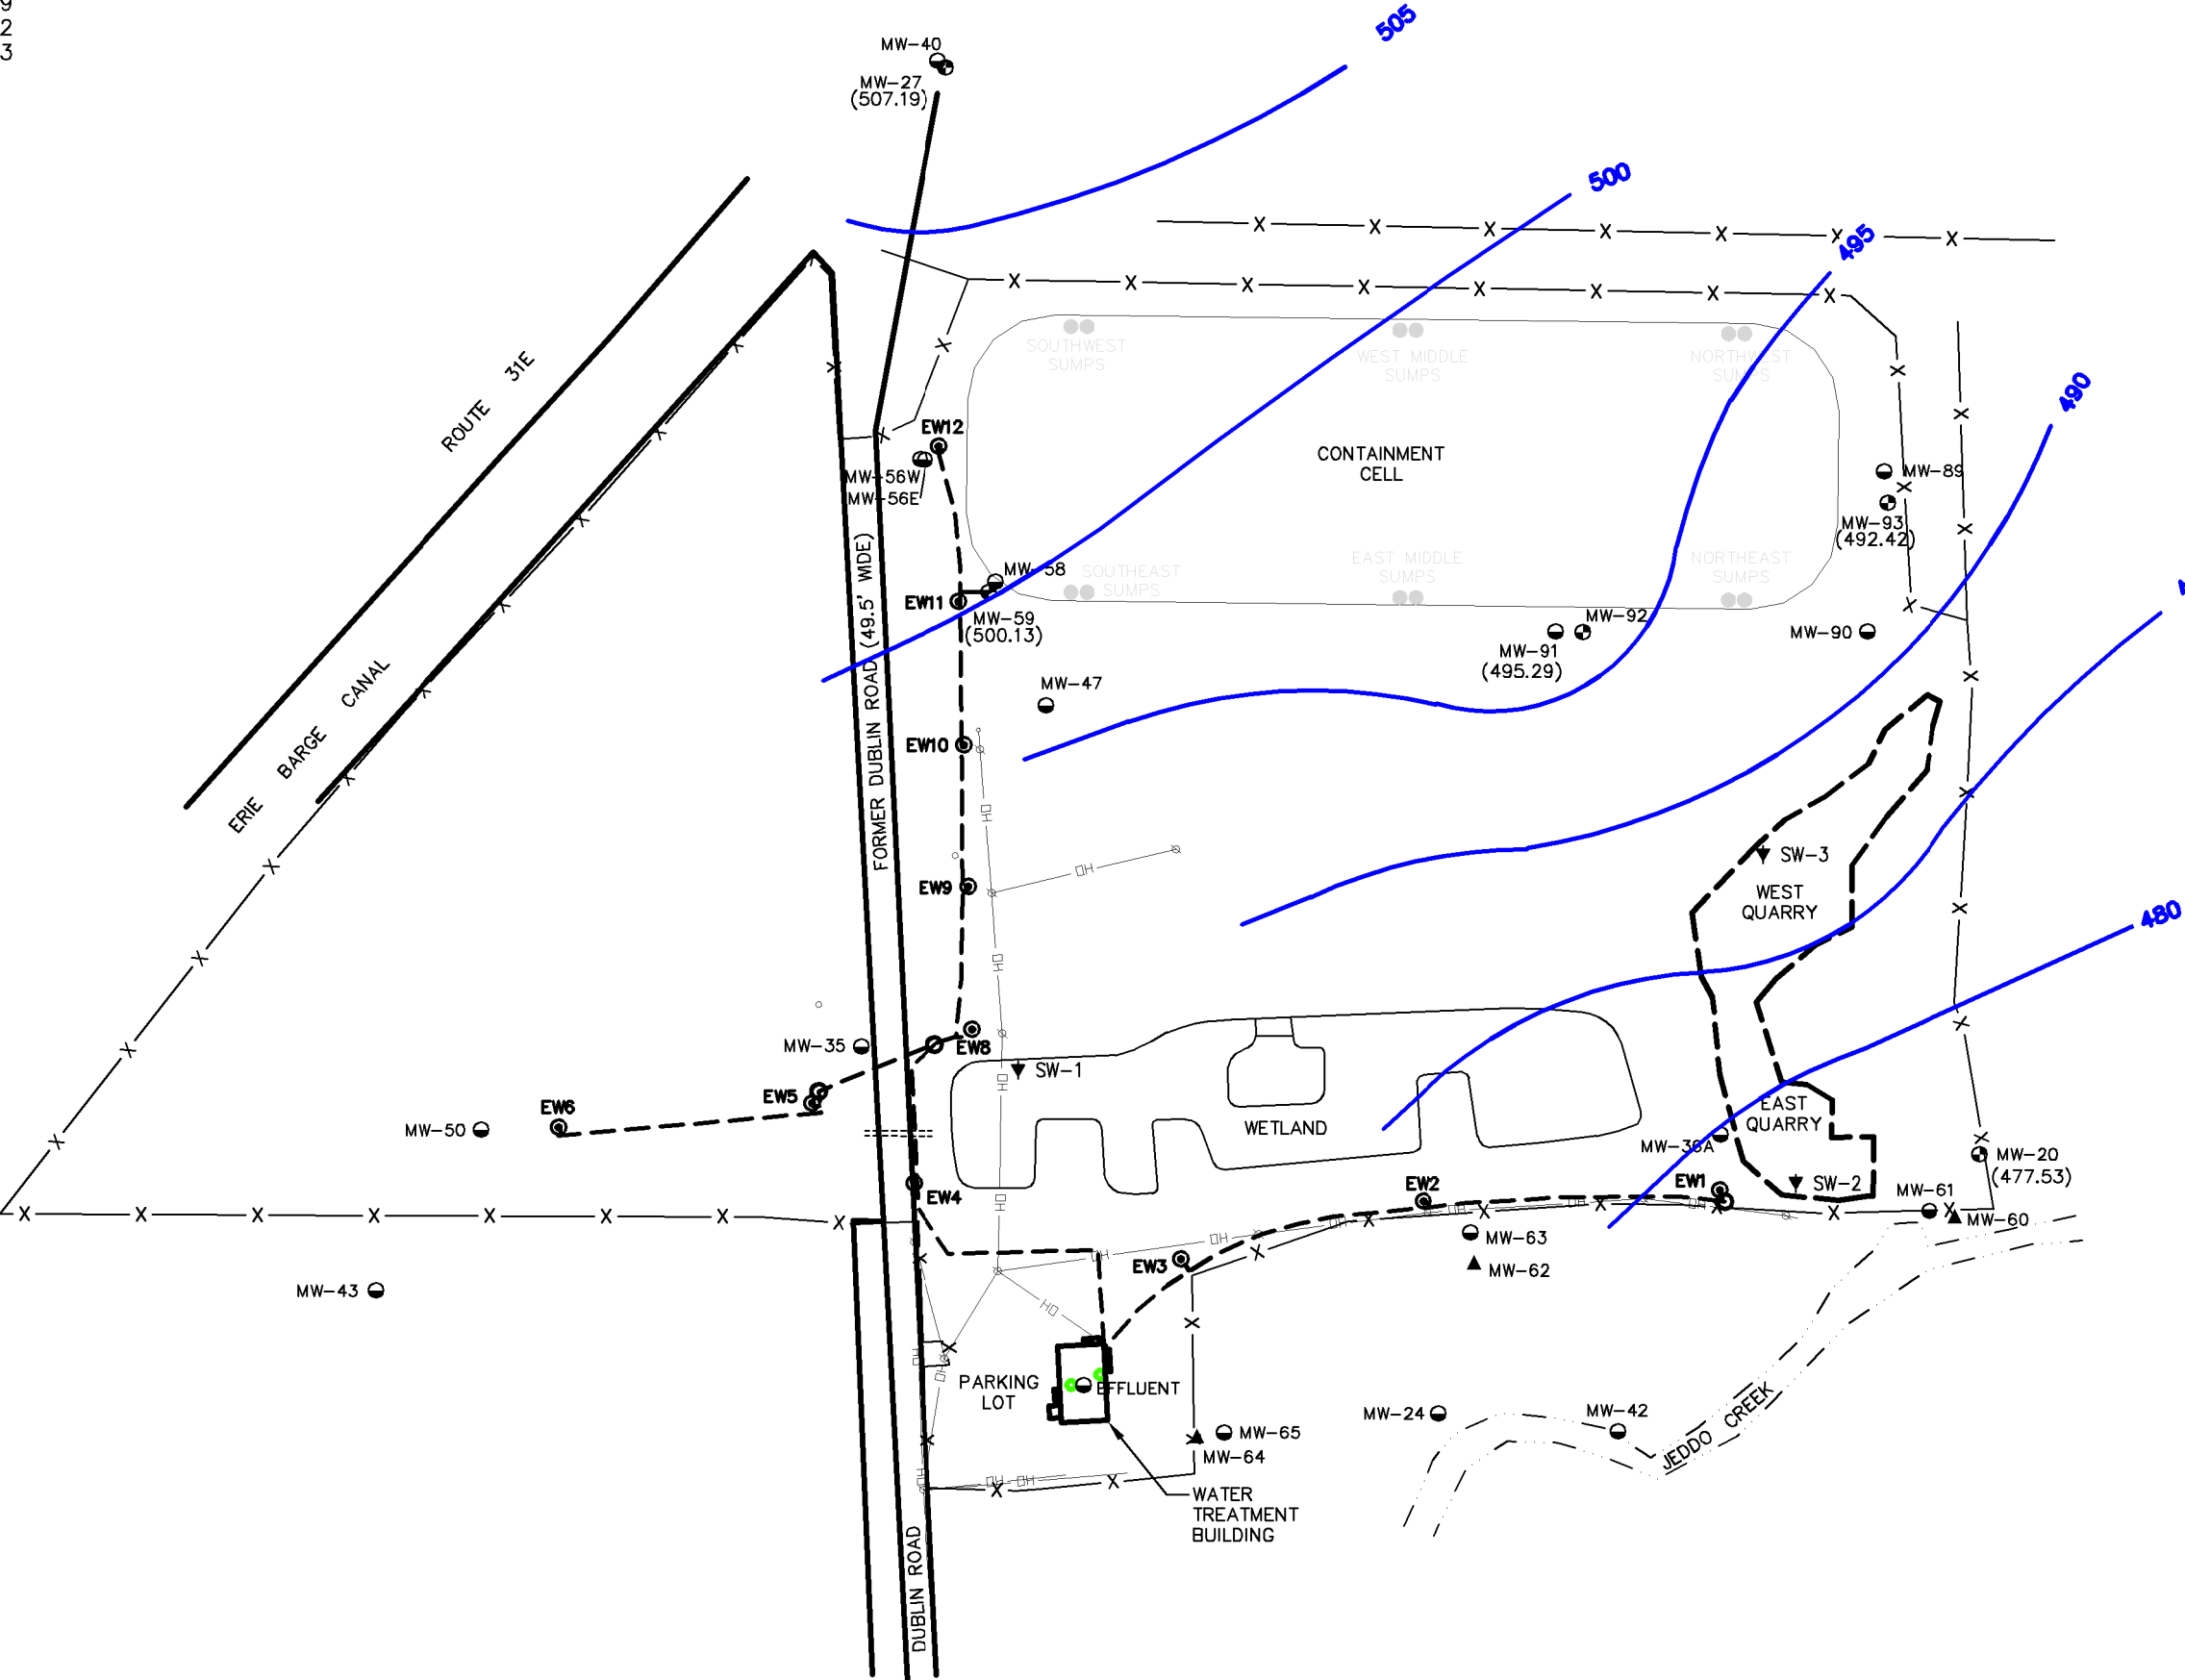 9
2
3
MW-40
MW-27
(507.19)
505
500
495
490
480
ROUTE 31E
ERIE BARGE CANAL
FORMER DUBLIN ROAD (49.5' WIDE)
SOUTHWEST
SUMPS
WEST MIDDLE
SUMPS
NORTHWEST
SUMPS
EW12
MW-56W
MW-56E
CONTAINMENT
CELL
MW-89
MW-93
(492.42)
SOUTHEAST
SUMPS
EAST MIDDLE
SUMPS
NORTHEAST
SUMPS
MW-58
EW11
MW-59
(500.13)
MW-92
MW-91
(495.29)
MW-90
MW-47
EW10
EW9
SW-3
WEST
QUARRY
MW-35
EW8
SW-1
EW5
EW6
MW-50
WETLAND
EAST
QUARRY
MW-36A
MW-20
(477.53)
EW4
EW2
EW1
SW-2
MW-61
MW-60
MW-63
MW-62
EW3
MW-43
PARKING
LOT
EFFLUENT
MW-24
MW-42
JEDDO CREEK
MW-65
MW-64
WATER
TREATMENT
BUILDING
DUBLIN ROAD
X
OH